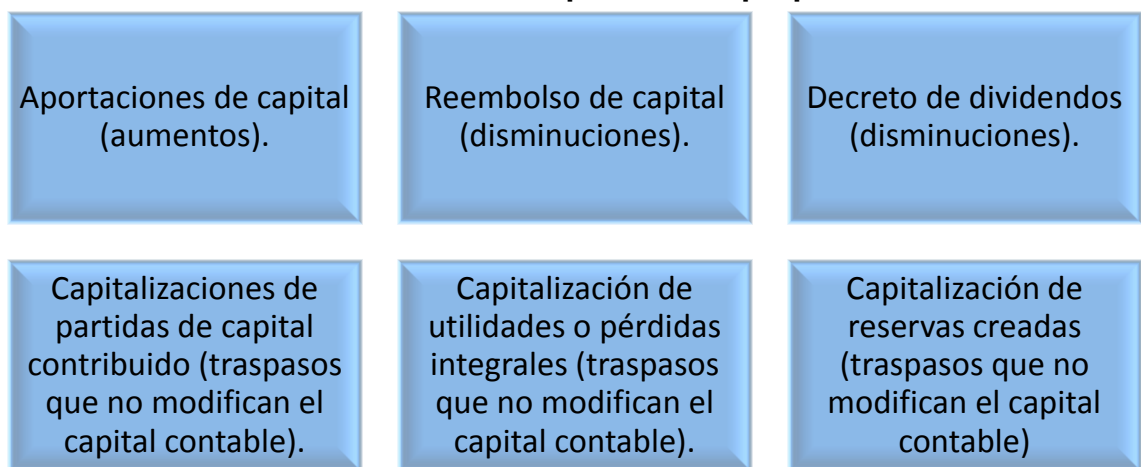 Aportaciones de capital
(aumentos).
Reembolso de capital
(disminuciones).
Decreto de dividendos
(disminuciones).
Capitalizaciones de
partidas de capital
contribuido (traspasos
que no modifican el
capital contable).
Capitalización de
utilidades o pérdidas
integrales (traspasos
que no modifican el
capital contable).
Capitalización de
reservas creadas
(traspasos que no
modifican el capital
contable)